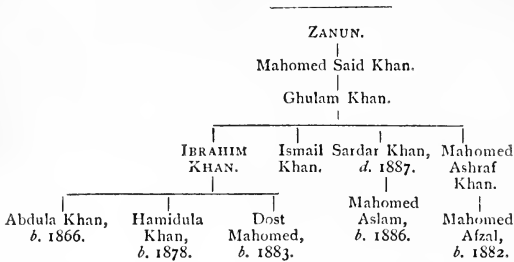 ZANUN.
Mahomed Said Khan.
Ghulam Khan.
IBRAHIM Ismail Sardar Khan, Mahomed
KHAN. Khan. d. 1887. Ashraf
Khan.
Abdula Khan, Hamidula Dost Mahomed Mahomed
b. 1866. Khan, Mahomed, Aslam, Afzal,
b. 1878. b. 1883. b. 1886. b. 1882.